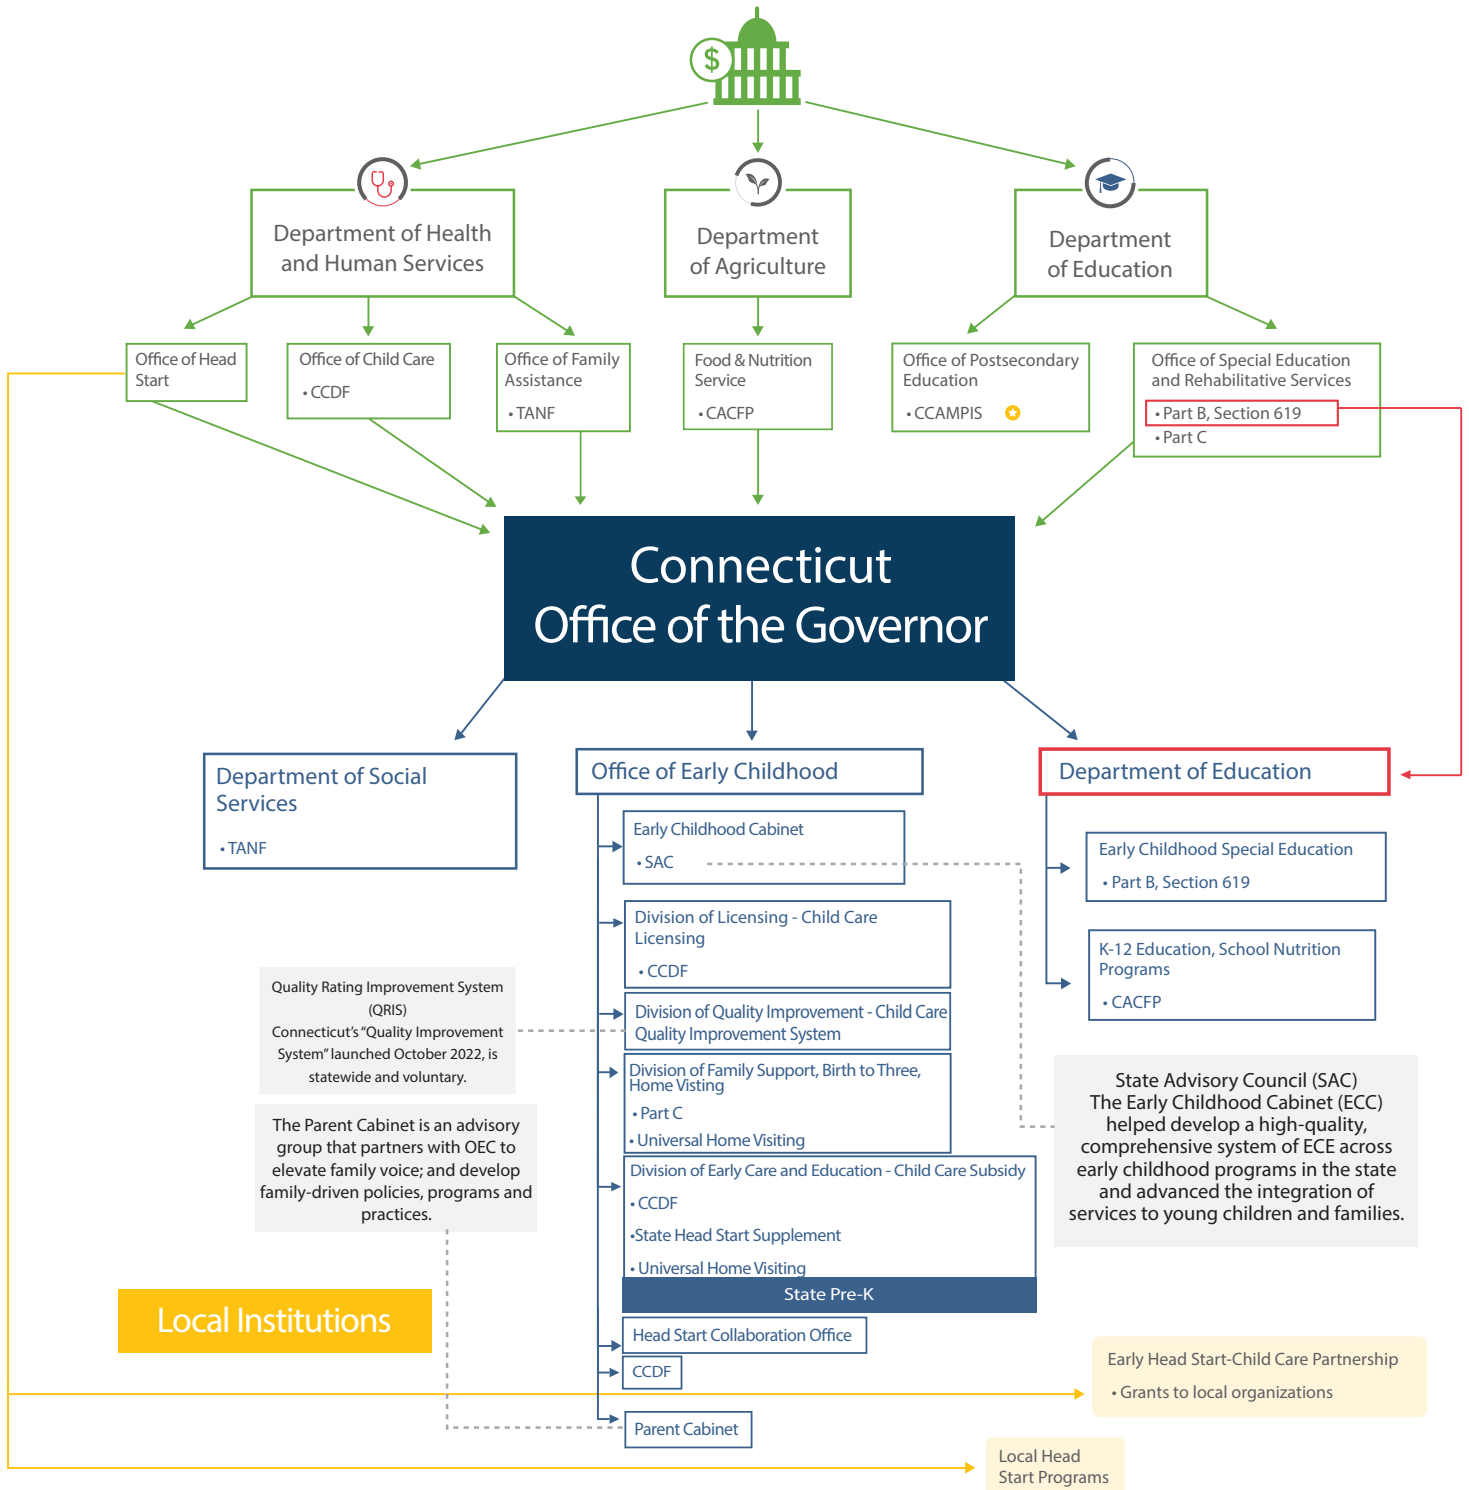 $
Department of Health
and Human Services
Department
of Agriculture
Department
of Education
Office of Head
Start
Office of Child Care
• CCDF
Office of Family
Assistance
• TANF
Food & Nutrition
Service
• CACFP
Office of Postsecondary
Education
• CCAMPIS
Office of Special Education
and Rehabilitative Services
• Part B, Section 619
• Part C
Connecticut
Office of the Governor
Department of Social
Services
• TANF
Office of Early Childhood
Early Childhood Cabinet
• SAC
Division of Licensing - Child Care
Licensing
• CCDF
Division of Quality Improvement - Child Care
Quality Improvement System
Division of Family Support, Birth to Three,
Home Visting
• Part C
• Universal Home Visiting
Division of Early Care and Education - Child Care Subsidy
• CCDF
•State Head Start Supplement
• Universal Home Visiting
State Pre-K
Head Start Collaboration Office
CCDF
Parent Cabinet
Department of Education
Early Childhood Special Education
• Part B, Section 619
K-12 Education, School Nutrition
Programs
• CACFP
Quality Rating Improvement System
(QRIS)
Connecticut’s “Quality Improvement
System” launched October 2022, is
statewide and voluntary.
The Parent Cabinet is an advisory
group that partners with OEC to
elevate family voice; and develop
family-driven policies, programs and
practices.
State Advisory Council (SAC)
The Early Childhood Cabinet (ECC)
helped develop a high-quality,
comprehensive system of ECE across
early childhood programs in the state
and advanced the integration of
services to young children and families.
Local Institutions
Early Head Start-Child Care Partnership
• Grants to local organizations
Local Head
Start Programs